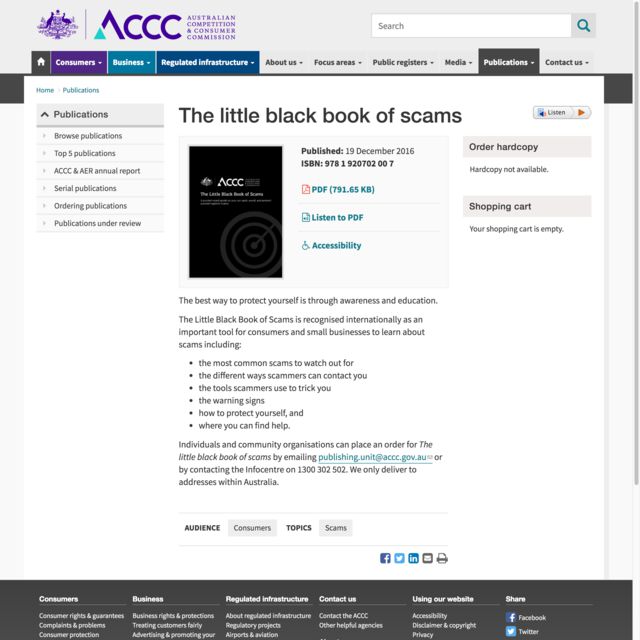 ACCC
AUSTRALIAN
COMPETITION
& CONSUMER
COMMISSION
Search
Consumers
Business
Regulated infrastructure
About us
Focus areas
Public registers
Media
Publications
Contact us
Home › Publications
Publications
Browse publications
Top 5 publications
ACCC & AER annual report
Serial publications
Ordering publications
Publications under review
The little black book of scams
Listen
ACCC
The Little Black Book of Scams
Published: 19 December 2016
ISBN: 978 1 920702 00 7
PDF (791.65 KB)
Listen to PDF
Accessibility
Order hardcopy
Hardcopy not available.
Shopping cart
Your shopping cart is empty.
The best way to protect yourself is through awareness and education.
The Little Black Book of Scams is recognised internationally as an
important tool for consumers and small businesses to learn about
scams including:
• the most common scams to watch out for
• the different ways scammers can contact you
• the tools scammers use to trick you
• the warning signs
• how to protect yourself, and
• where you can find help.
Individuals and community organisations can place an order for The
little black book of scams by emailing publishing.unit@accc.gov.au or
by contacting the Infocentre on 1300 302 502. We only deliver to
addresses within Australia.
AUDIENCE Consumers TOPICS Scams
Consumers
Consumer rights & guarantees
Complaints & problems
Consumer protection
Business
Business rights & protections
Treating customers fairly
Advertising & promoting your
Regulated infrastructure
About regulated infrastructure
Regulatory projects
Airports & aviation
Contact us
Contact the ACCC
Other helpful agencies
Using our website
Accessibility
Disclaimer & copyright
Privacy
Share
Facebook
Twitter